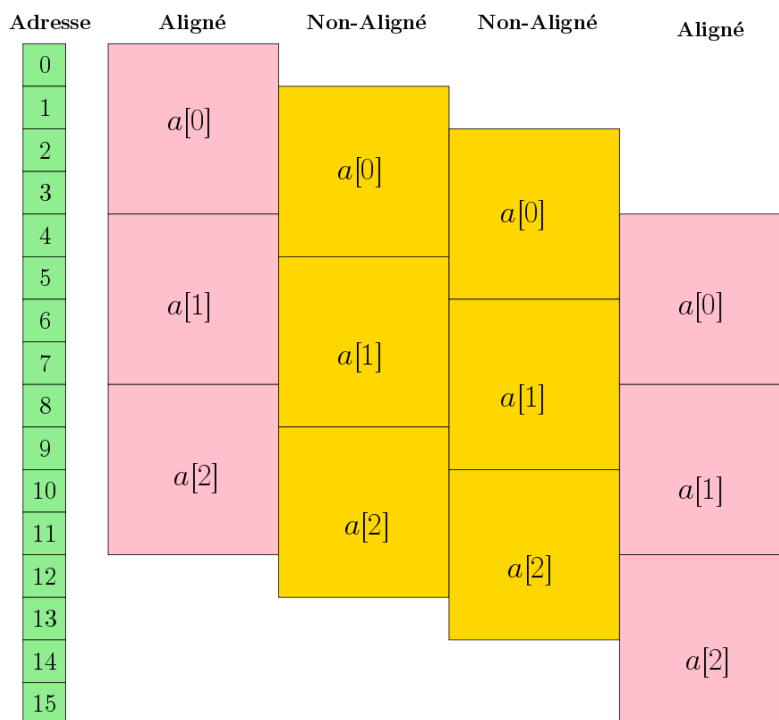 Adresse Aligné Non-Aligné Non-Aligné Aligné
0
1
a[0]
2
a[0]
3
a[0]
4
5
6
a[1]
a[0]
7
a[1]
8
a[1]
9
10
a[2]
a[1]
11
a[2]
12
a[2]
13
14
a[2]
15